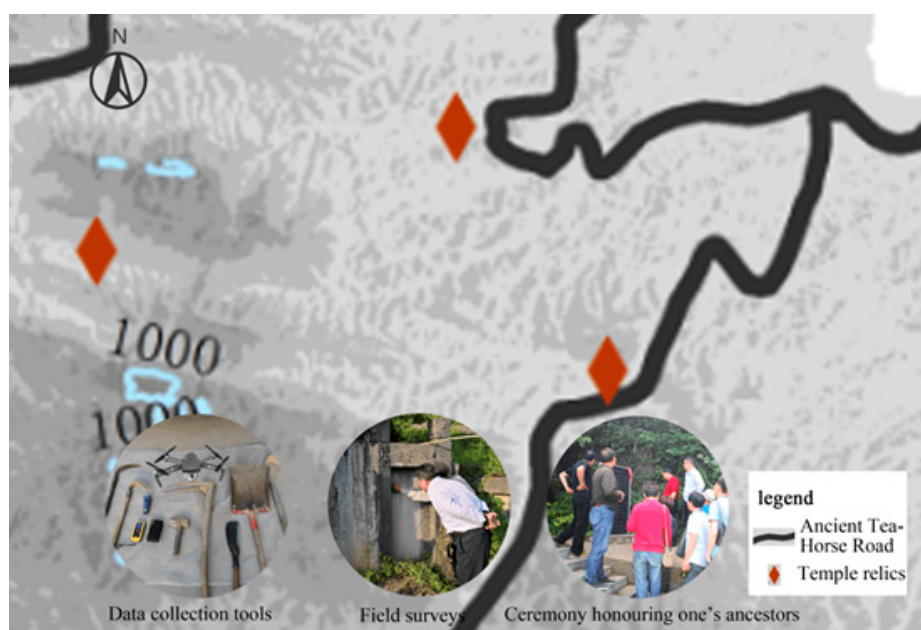 N
1000
1000
legend
Ancient Tea-
Horse Road
Temple relics
Data collection tools
Field surveys
Ceremony honouring one's ancestors